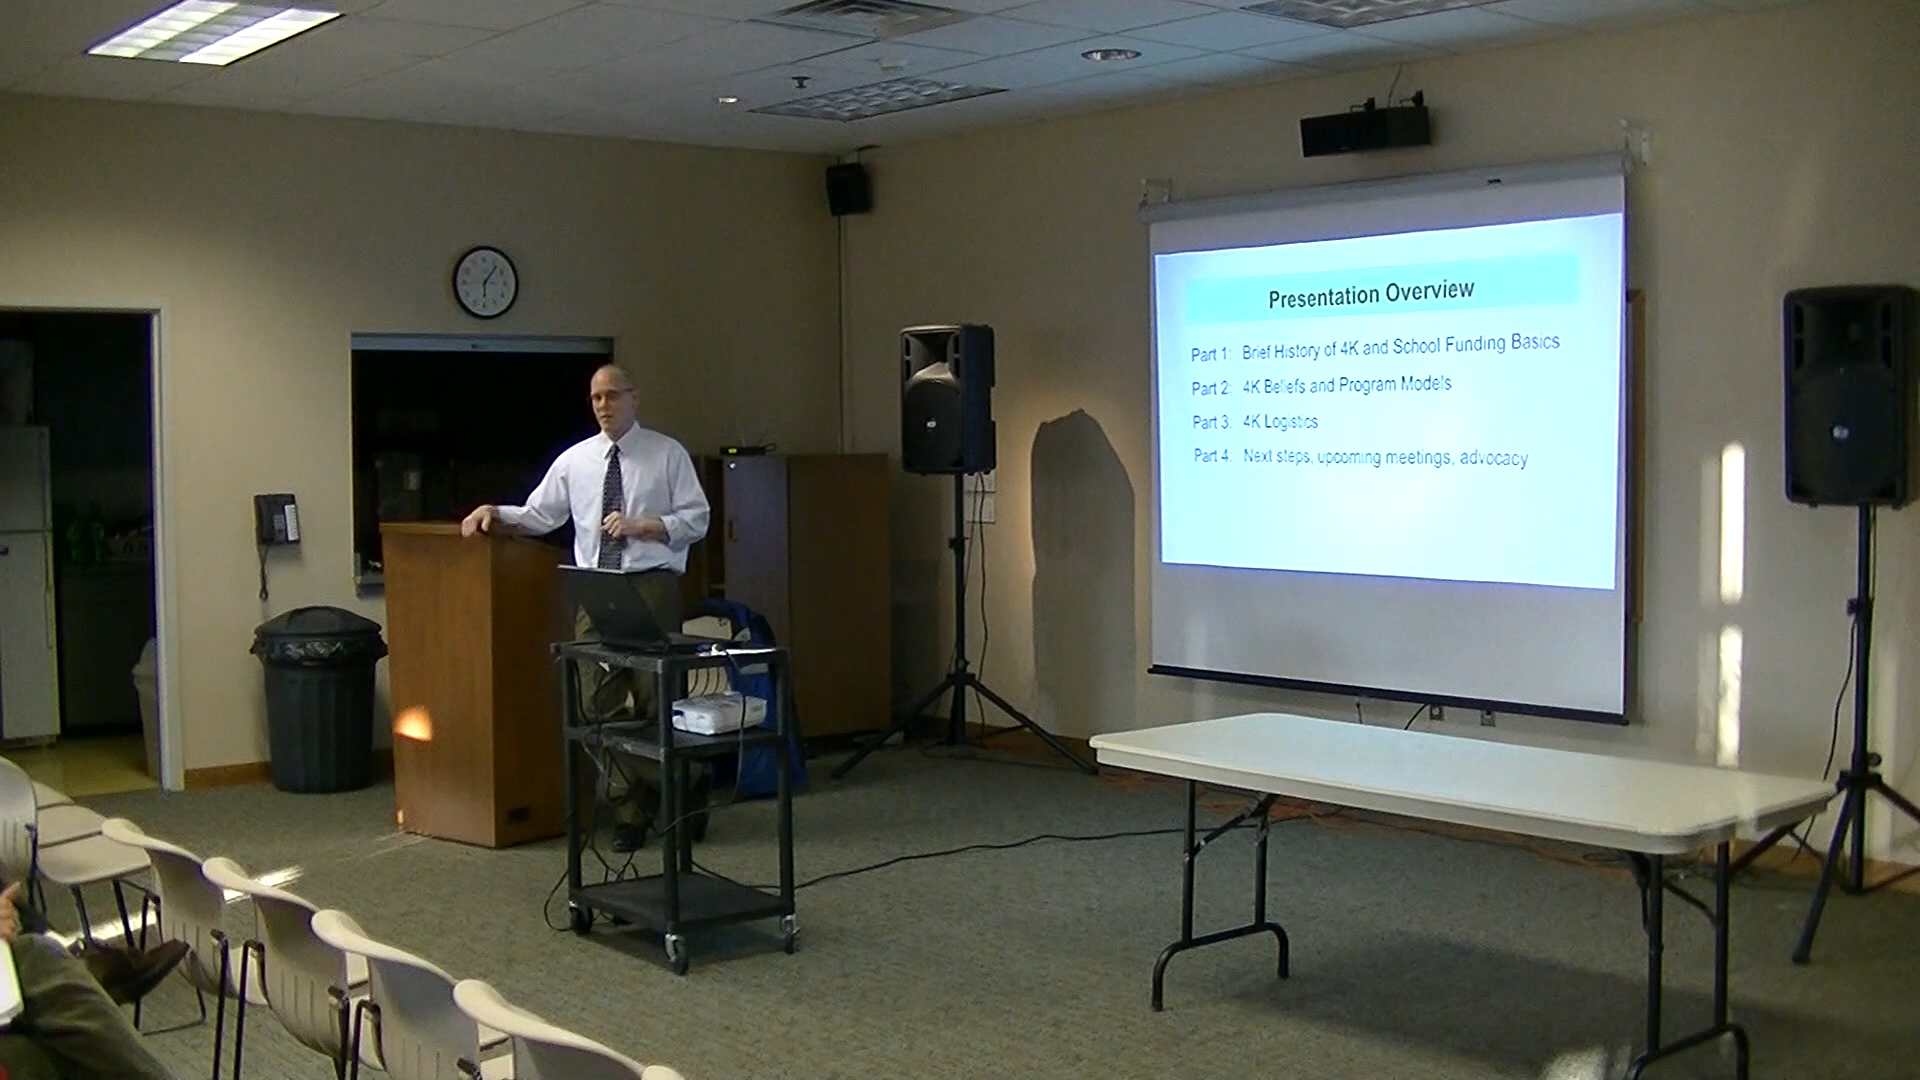 Presentation Overview
Part 1: Brief History of 4K and School Funding Basics
Part 2: 4K Beliefs and Program Models
Part 3: 4K Logistics
Part 4: Next steps, upcoming meetings, advocacy